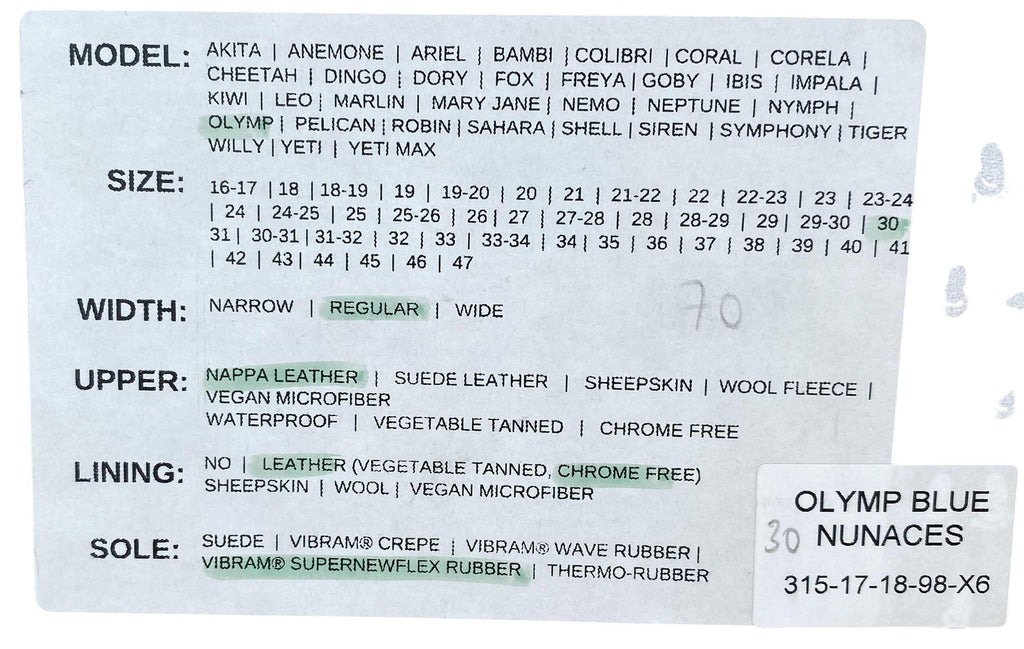 MODEL: AKITA | ANEMONE | ARIEL | BAMBI | COLIBRI | CORAL | CORELA |
CHEETAH | DINGO | DORY | FOX | FREYA | GOBY | IBIS | IMPALA |
KIWI | LEO | MARLIN | MARY JANE | NEMO | NEPTUNE | NYMPH |
OLYMP | PELICAN | ROBIN | SAHARA | SHELL | SIREN | SYMPHONY | TIGER
WILLY | YETI | YETI MAX
SIZE: 16-17 | 18 | 18-19 | 19 | 19-20 | 20 | 21 | 21-22 | 22 | 22-23 | 23 | 23-24
| 24 | 24-25 | 25 | 25-26 | 26 | 27 | 27-28 | 28 | 28-29 | 29 | 29-30 | 30
31 | 30-31 | 31-32 | 32 | 33 | 33-34 | 34 | 35 | 36 | 37 | 38 | 39 | 40 | 41
| 42 | 43 | 44 | 45 | 46 | 47
WIDTH: NARROW | REGULAR | WIDE
70
UPPER: NAPPA LEATHER | SUEDE LEATHER | SHEEPSKIN | WOOL FLEECE |
VEGAN MICROFIBER
WATERPROOF | VEGETABLE TANNED | CHROME FREE
LINING: NO | LEATHER (VEGETABLE TANNED, CHROME FREE)
SHEEPSKIN | WOOL | VEGAN MICROFIBER
SOLE: SUEDE | VIBRAM® CREPE | VIBRAM® WAVE RUBBER |
VIBRAM® SUPERNEWFLEX RUBBER | THERMO-RUBBER
OLYMP BLUE
30 NUNACES
315-17-18-98-X6